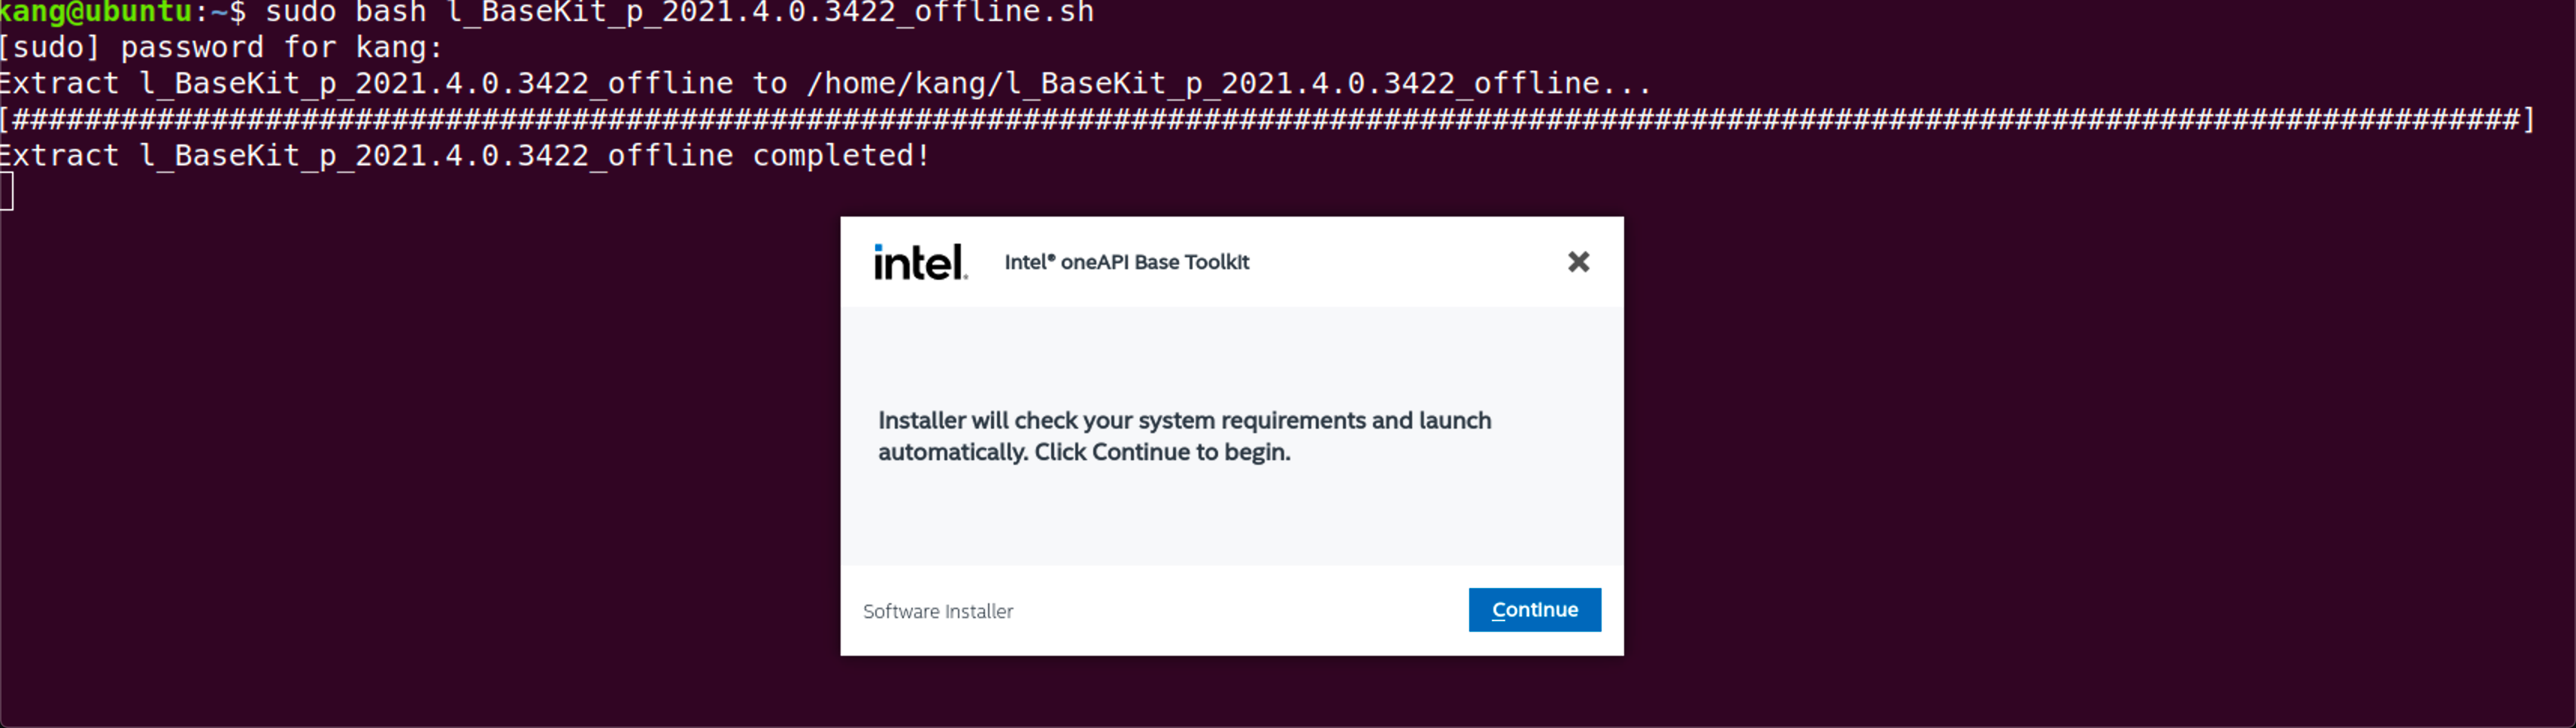 kang@ubuntu:~$ sudo bash l_BaseKit_p_2021.4.0.3422_offline.sh
[sudo] password for kang:
Extract l_BaseKit_p_2021.4.0.3422_offline to /home/kang/l_BaseKit_p_2021.4.0.3422_offline...
[###########################################################################################################################################]
Extract l_BaseKit_p_2021.4.0.3422_offline completed!
intel. Intel® oneAPI Base Toolkit
Installer will check your system requirements and launch
automatically. Click Continue to begin.
Software Installer Continue